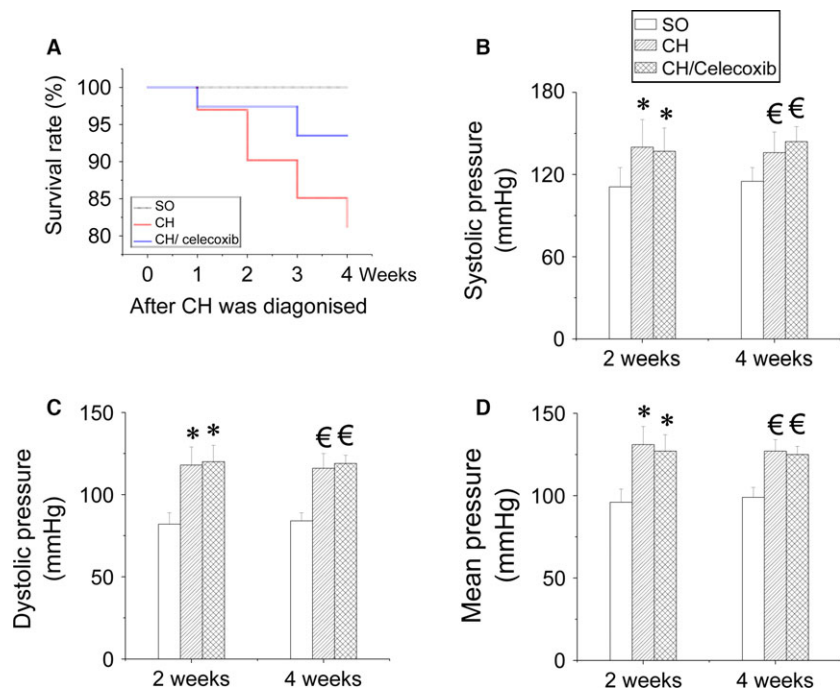 A
Survival rate (%)
100
95
90
85
80
SO
CH
CH/ celecoxib
0 1 2 3 4 Weeks
After CH was diagonised
SO
CH
CH/Celecoxib
B
Systolic pressure
(mmHg)
180
120
60
0
* *
€ €
2 weeks 4 weeks
C
Dystolic pressure
(mmHg)
150
100
50
0
* *
€ €
2 weeks 4 weeks
D
Mean pressure
(mmHg)
150
100
50
0
* *
€ €
2 weeks 4 weeks